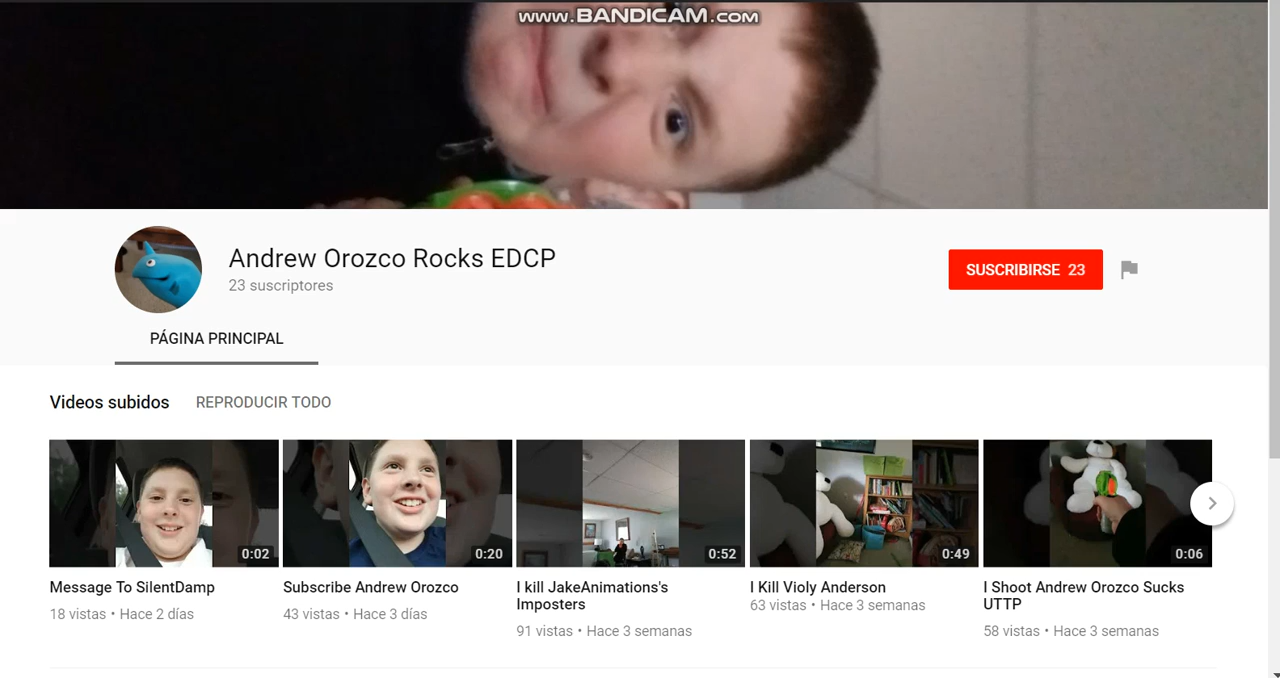 www.BANDICAM.com
Andrew Orozco Rocks EDCP
23 suscriptores
SUSCRIBIRSE 23
PÁGINA PRINCIPAL
Videos subidos REPRODUCIR TODO
0:02
0:20
0:52
0:49
0:06
Message To SilentDamp
18 vistas • Hace 2 días
Subscribe Andrew Orozco
43 vistas • Hace 3 días
I kill JakeAnimations's
Imposters
91 vistas • Hace 3 semanas
I Kill Violy Anderson
63 vistas • Hace 3 semanas
I Shoot Andrew Orozco Sucks
UTTP
58 vistas • Hace 3 semanas